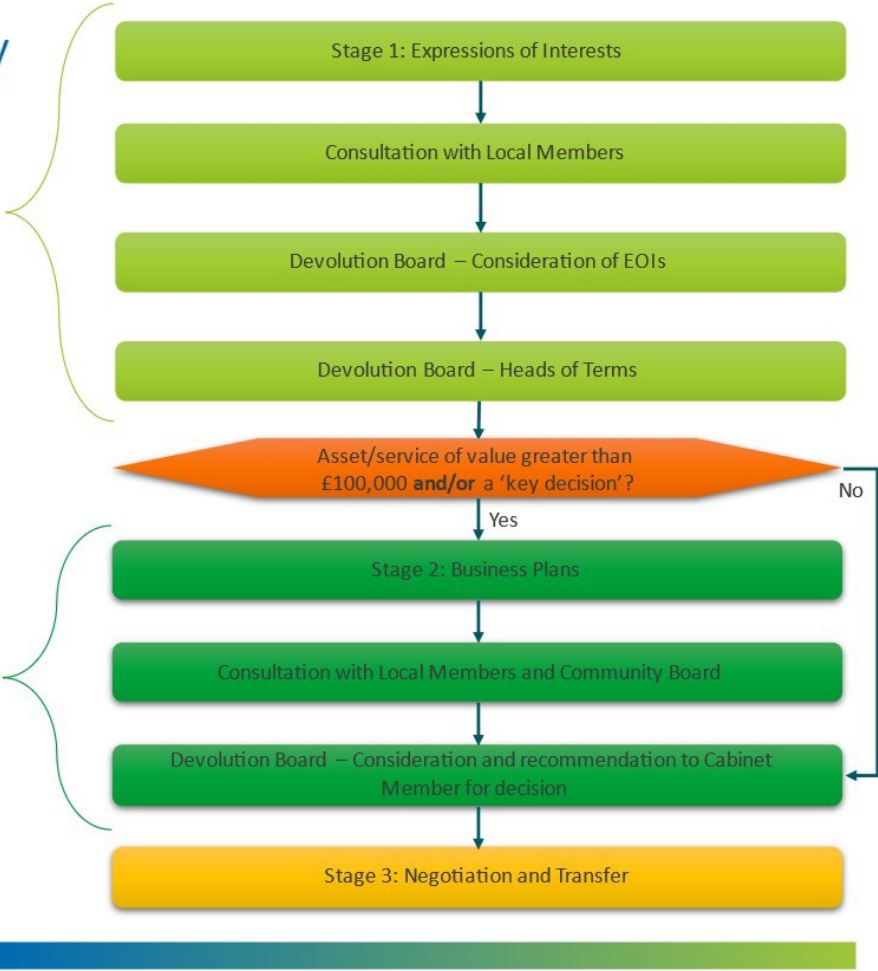 Stage 1: Expressions of Interests
Consultation with Local Members
Devolution Board – Consideration of EOIs
Devolution Board – Heads of Terms
Asset/service of value greater than
£100,000 and/or a ‘key decision’?
No
Yes
Stage 2: Business Plans
Consultation with Local Members and Community Board
Devolution Board – Consideration and recommendation to Cabinet
Member for decision
Stage 3: Negotiation and Transfer